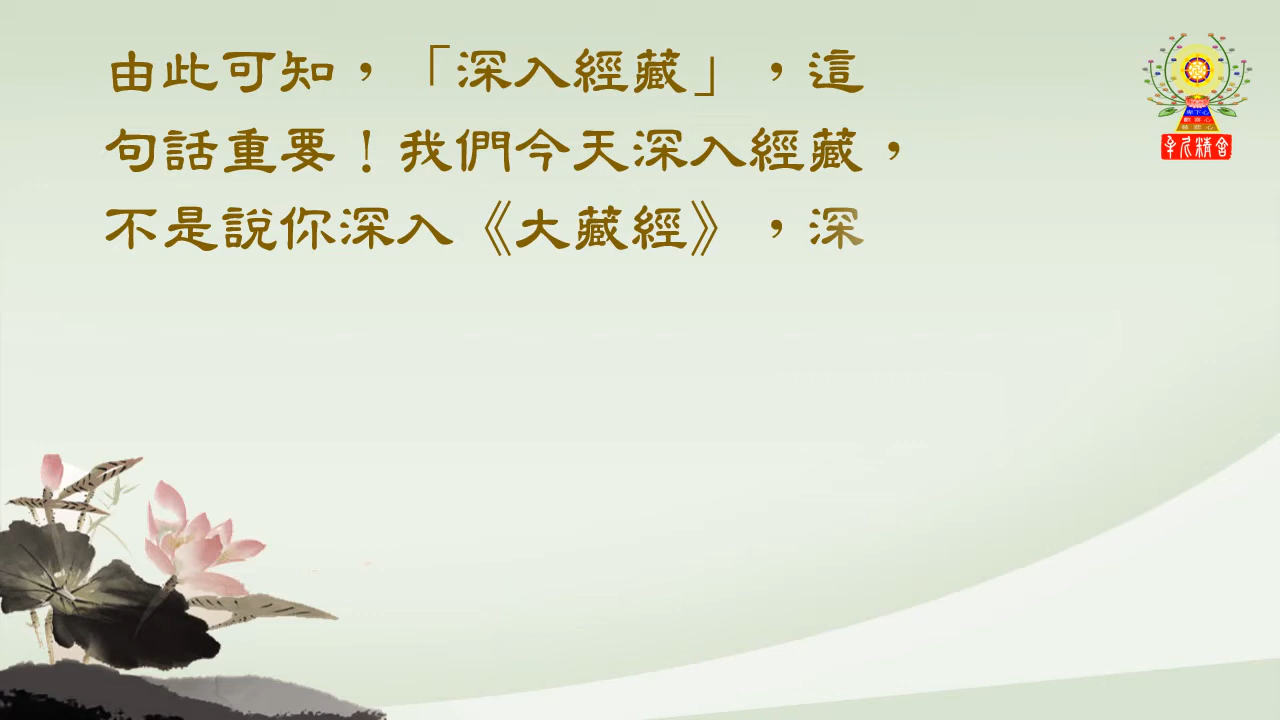 由此可知，「深入經藏」，這
句話重要！我們今天深入經藏，
不是說你深入《大藏經》，深